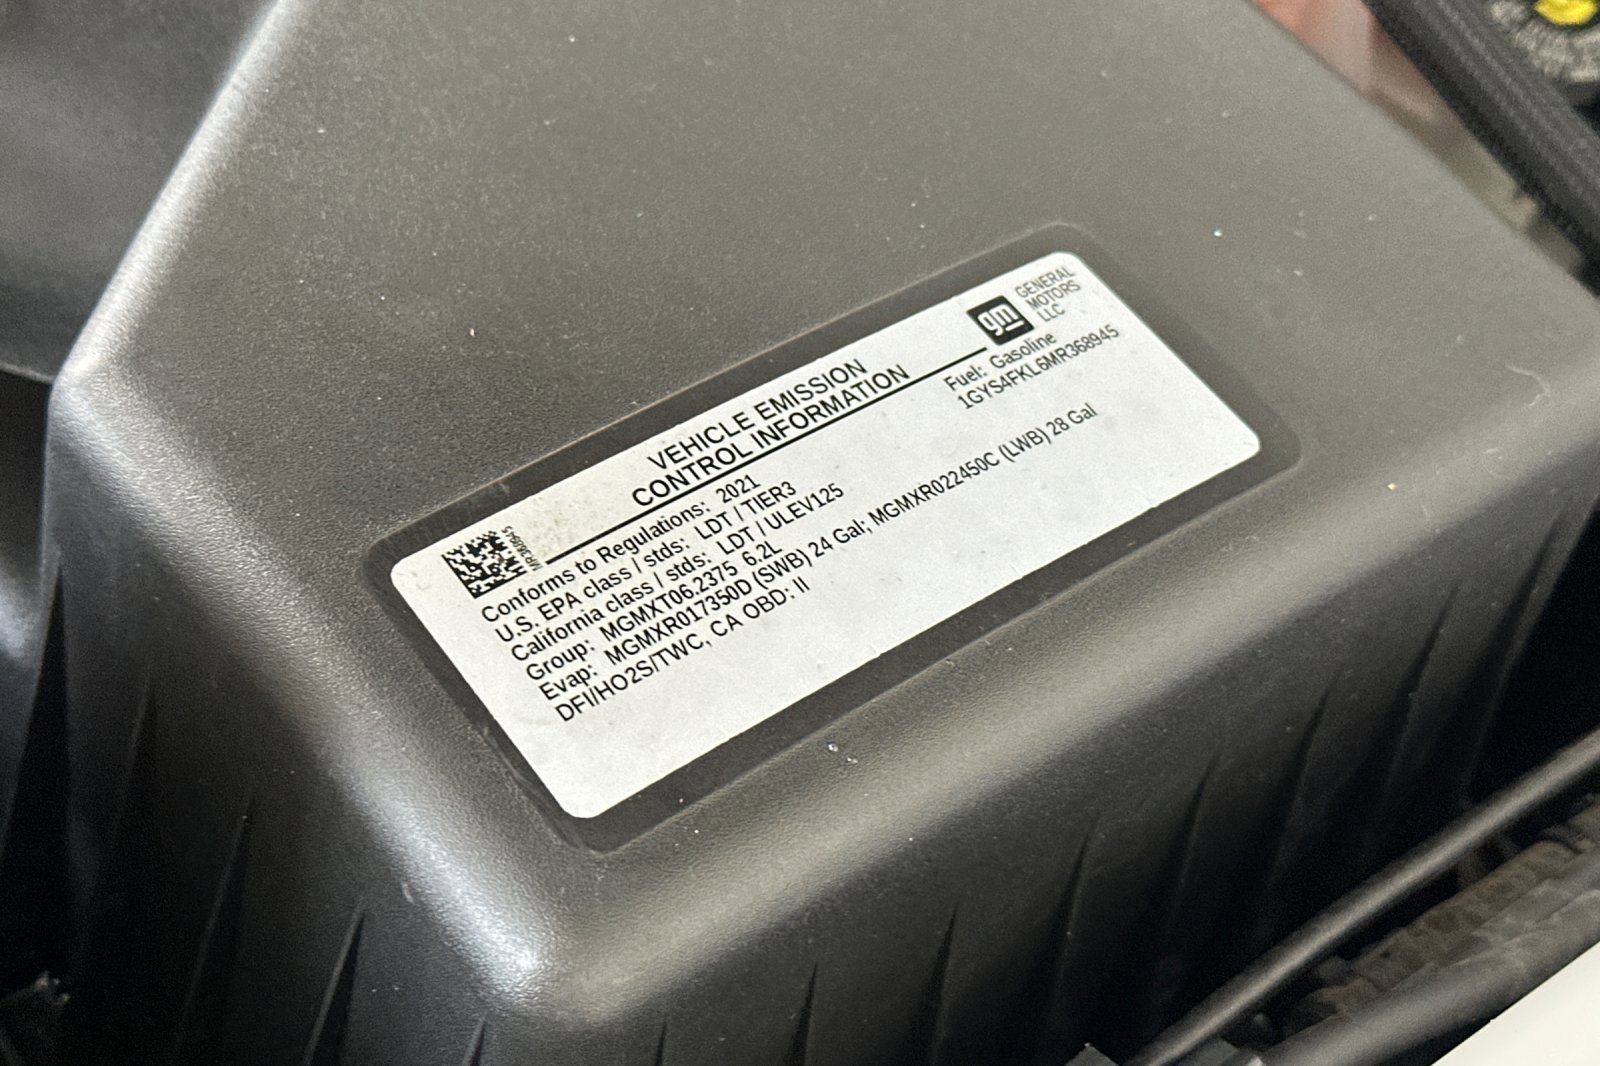 gm
GENERAL
MOTORS
LLC
VEHICLE EMISSION
CONTROL INFORMATION
Fuel: Gasoline
1GYS4FKL6MR368945
MR368945
Conforms to Regulations: 2021
U.S. EPA class / stds: LDT / TIER3
California class / stds: LDT / ULEV125
Group: MGMXT06.2375 6.2L
Evap: MGMXR017350D (SWB) 24 Gal; MGMXR022450C (LWB) 28 Gal
DFI/HO2S/TWC, CA OBD: II